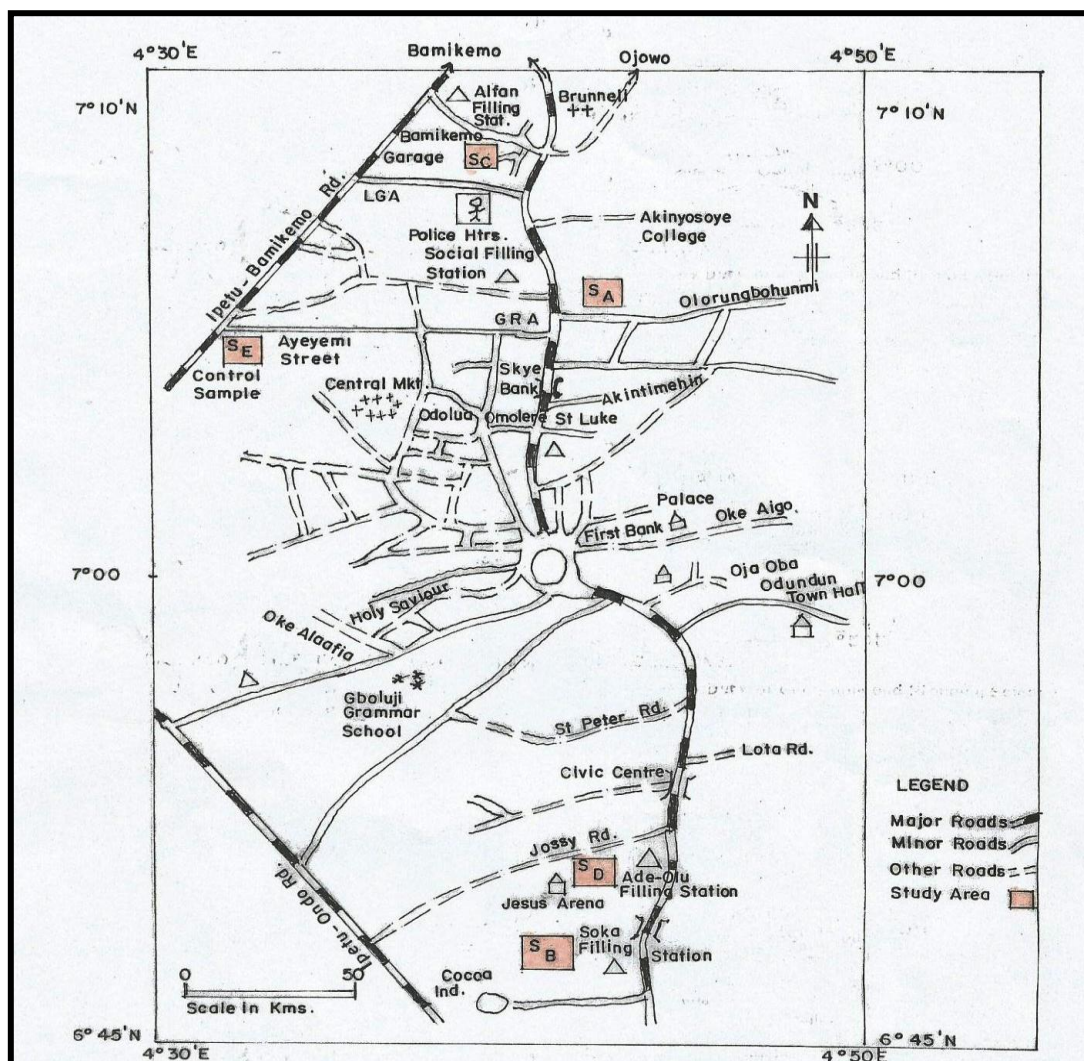 Bamikemo
Ojowo
4°30'E
4°50'E
7°10'N
7°10'N
Alfan
Filling
Stat.
Brunnell
Bamikemo
Garage
SC
LGA
Ipetu-Bamikemo Rd.
Police Htrs.
Akinyosoye
College
N
Social Filling
Station
SA
Olorungbohunmi
GRA
SE
Ayeyemi
Street
Control
Sample
Skye
Bank
Central Mkt.
Akintimehin
Odolua
Omolere
St Luke
Palace
First Bank
Oke Aigo.
7°00
7°00
Oja Oba
Odundun
Town Hall
Holy Saviour
Oke Alaafia
Gboluji
Grammar
School
St Peter Rd.
Lota Rd.
Civic Centre
LEGEND
Major Roads
Minor Roads
Other Roads
Study Area
Jossy Rd.
SD
Ade-Olu
Filling Station
Jesus Arena
Ipetu-Ondo Rd.
SB
Soka
Filling
Station
Cocoa
Ind.
0
50
Scale in Kms.
6°45'N
6°45'N
4°30'E
4°50'E